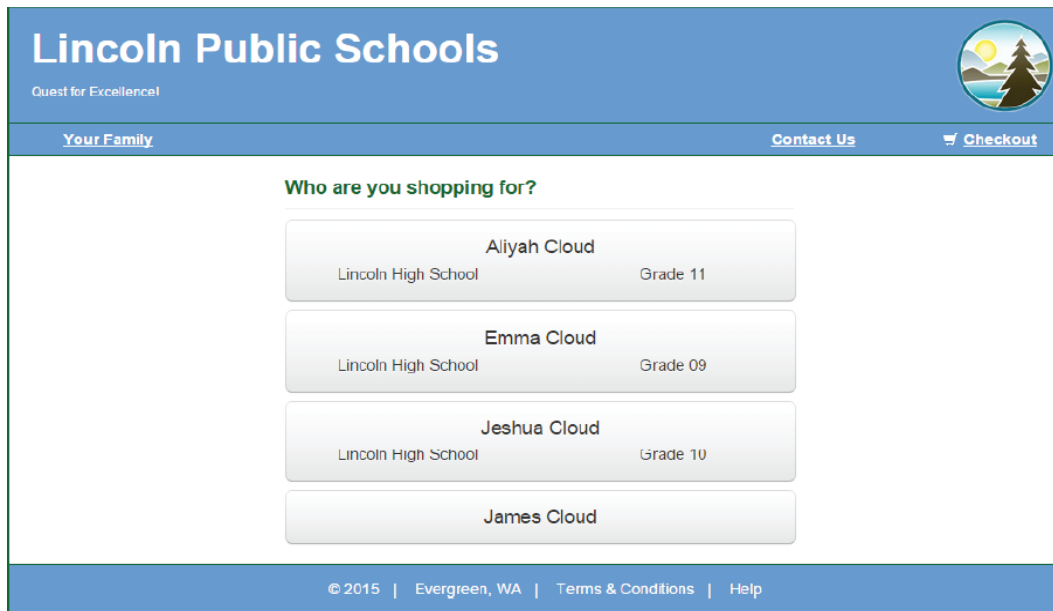 Lincoln Public Schools
Quest for Excellence!
Your Family Contact Us Checkout
Who are you shopping for?
Aliyah Cloud
Lincoln High School Grade 11
Emma Cloud
Lincoln High School Grade 09
Jeshua Cloud
Lincoln High School Grade 10
James Cloud
© 2015 | Evergreen, WA | Terms & Conditions | Help